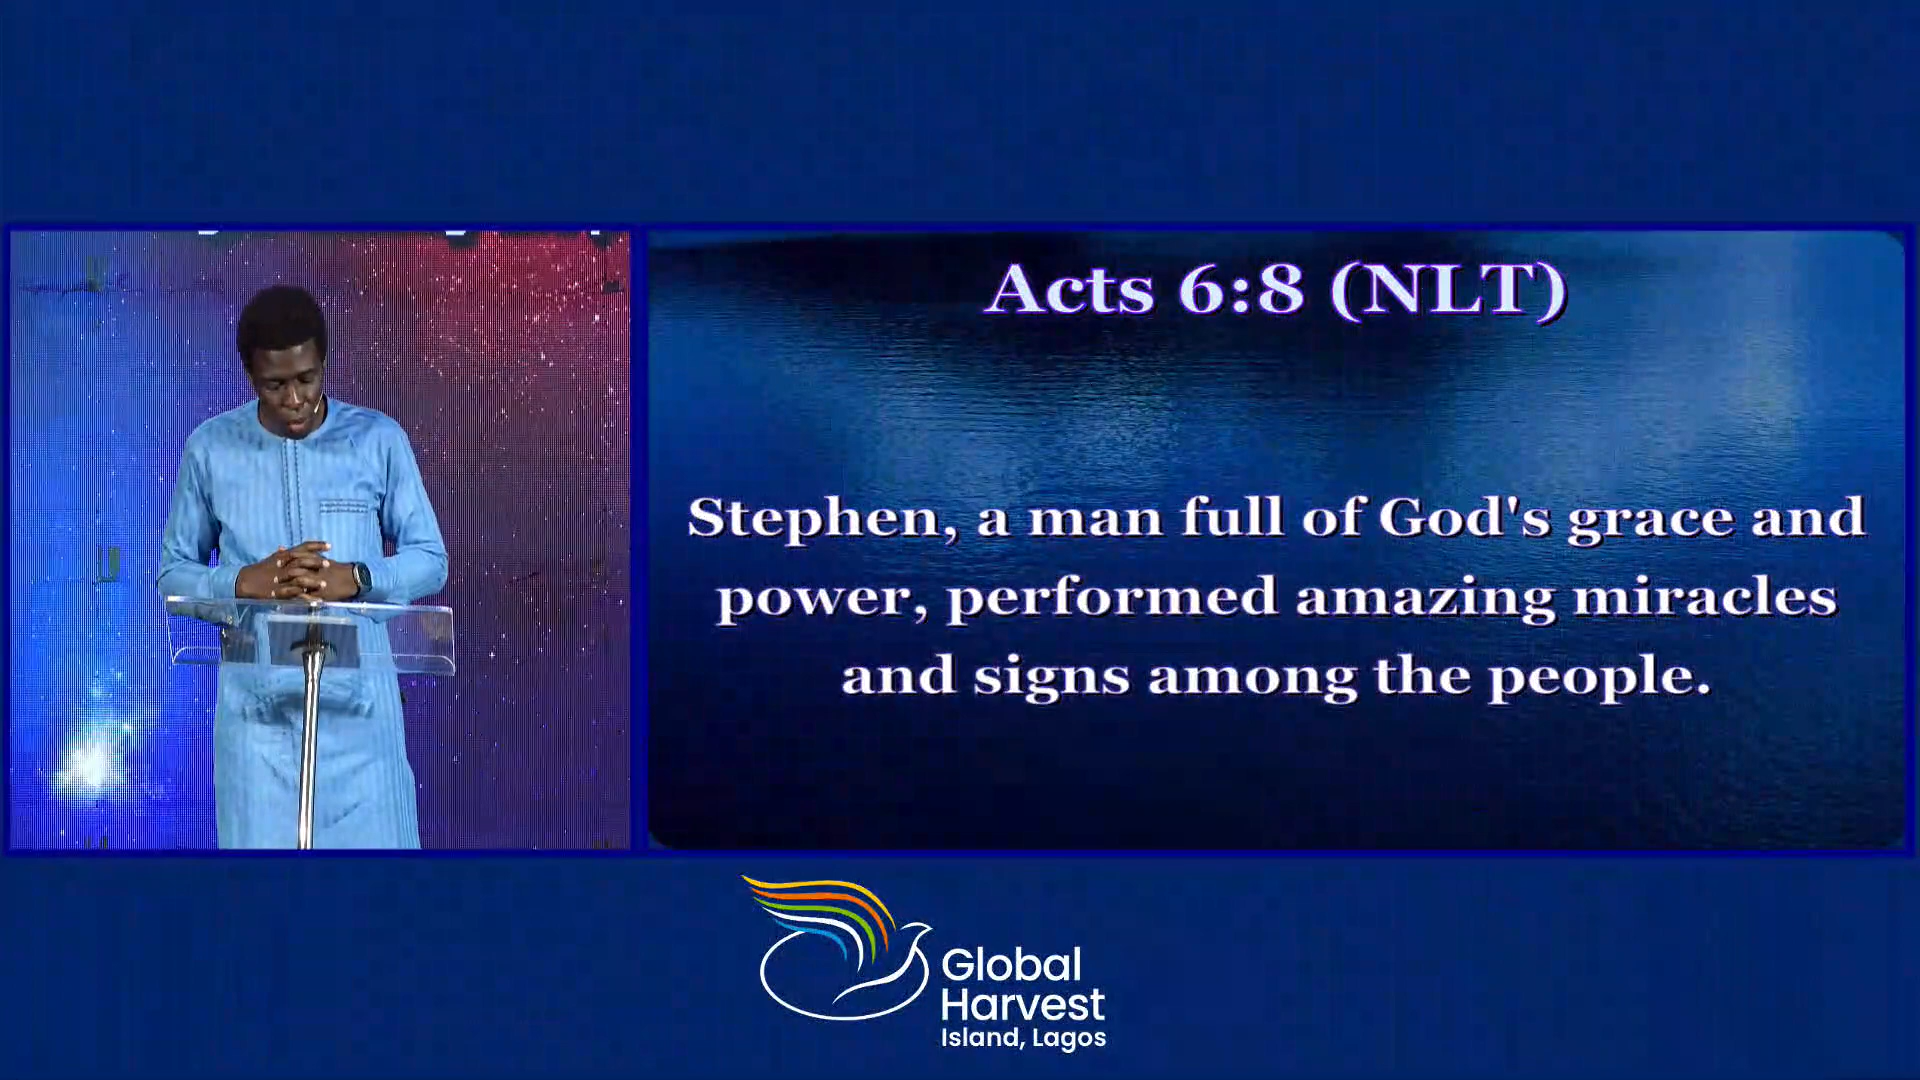 Acts 6:8 (NLT)
Stephen, a man full of God's grace and
power, performed amazing miracles
and signs among the people.
Global
Harvest
Island, Lagos